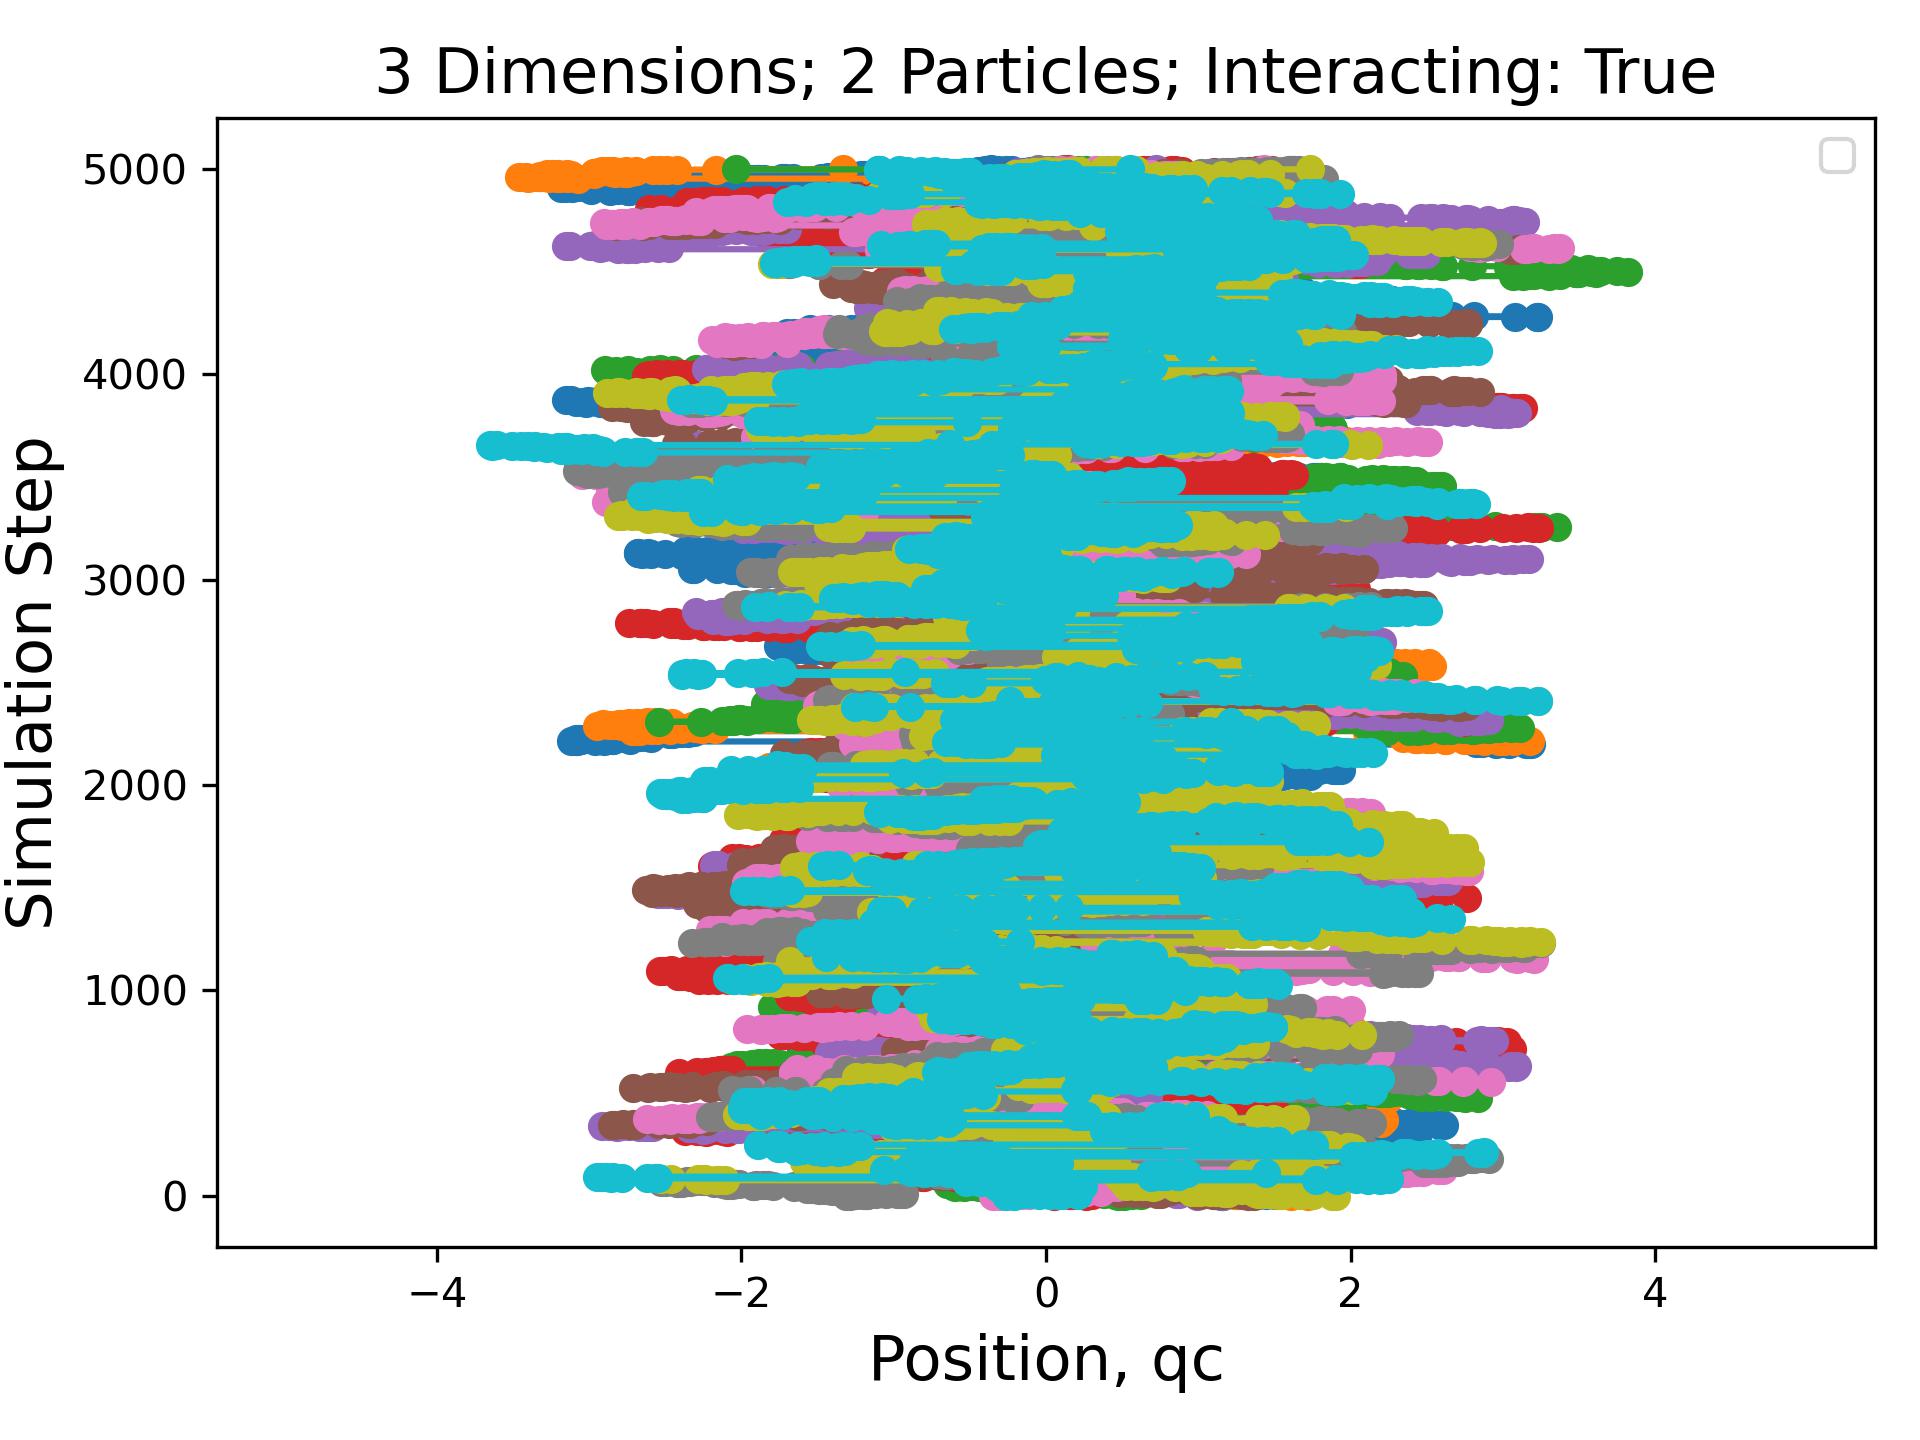 3 Dimensions; 2 Particles; Interacting: True
Simulation Step
5000
4000
3000
2000
1000
0
−4 −2 0 2 4
Position, qc